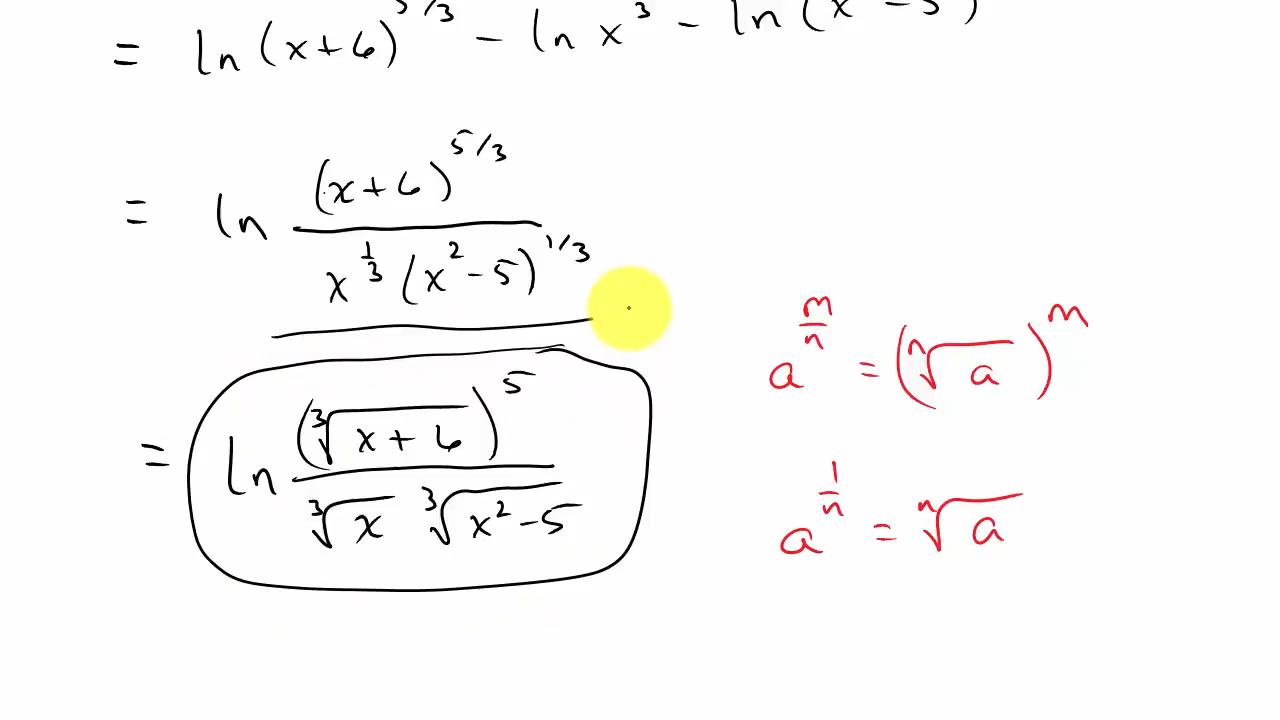 = ln (x+6)^5/3 − ln x^3 − ln (x −5)
= ln (x+6)^5/3 / x^1/3 (x^2 −5)^1/3
= ln (∛(x+6))^5 / ∛x ∛(x^2 −5)
a^m/n = (ⁿ√a)^m
a^1/n = ⁿ√a